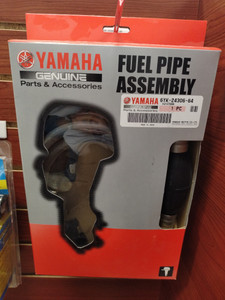 YAMAHA
GENUINE
Parts & Accessories
FUEL PIPE
ASSEMBLY
YAMAHA 6YK-24306-64
1 PC